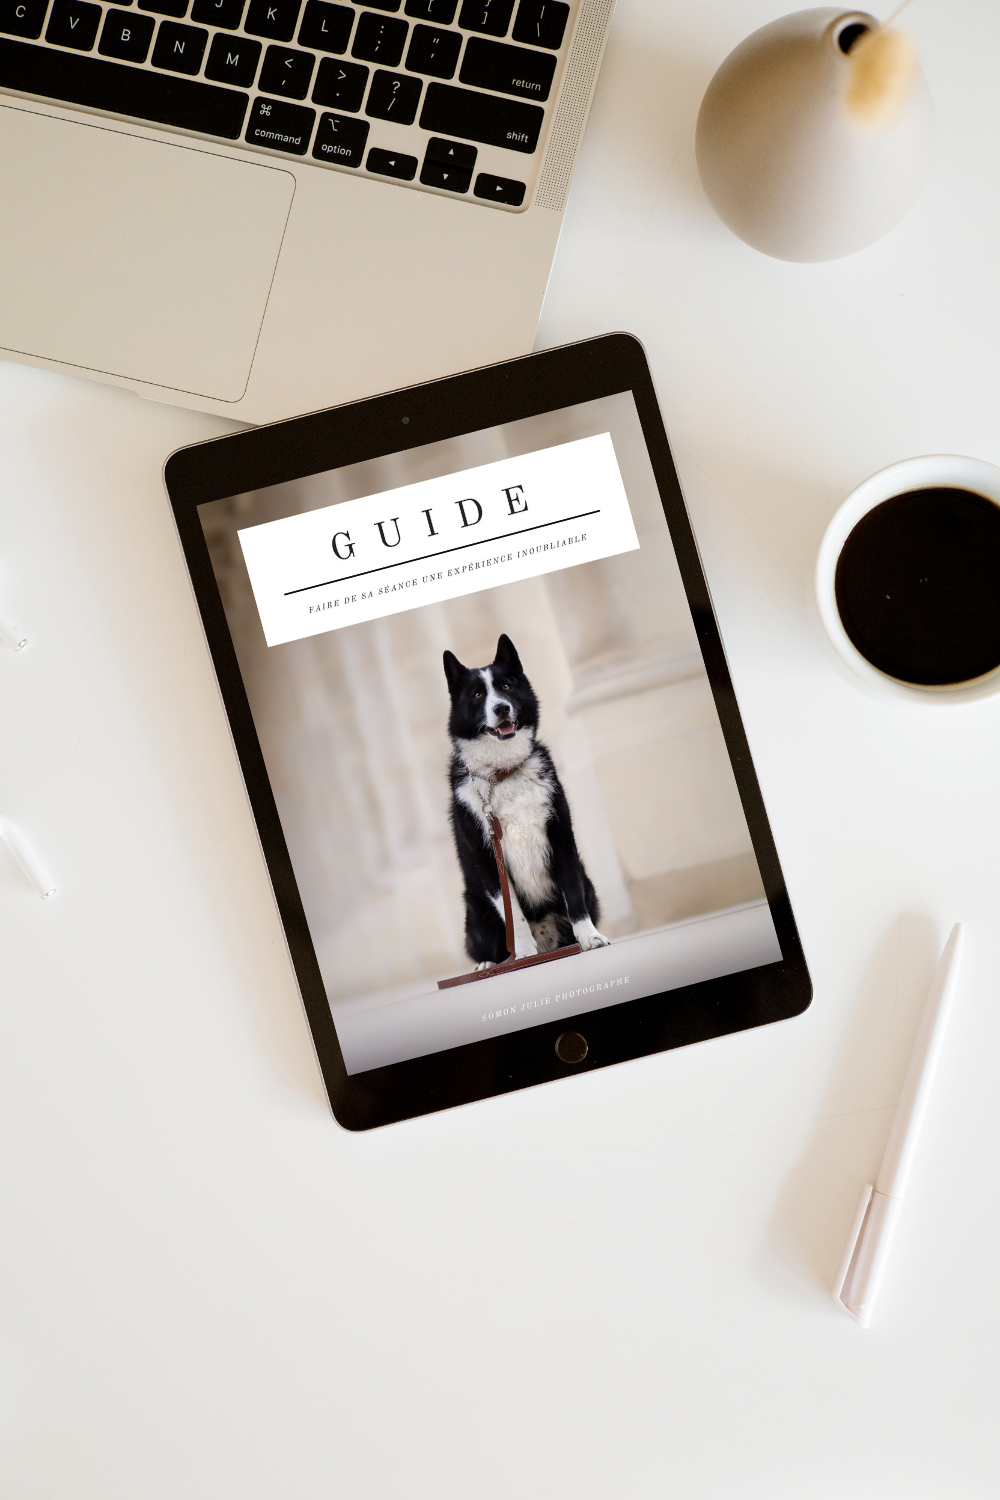 C V B N M J K L : ; " ' { [ } ] | \
< , > . ? / return
⌘ command ⌥ option shift
◀ ▲ ▼ ▶
GUIDE
FAIRE DE SA SÉANCE UNE EXPÉRIENCE INOUBLIABLE
SOMON JULIE PHOTOGRAPHE